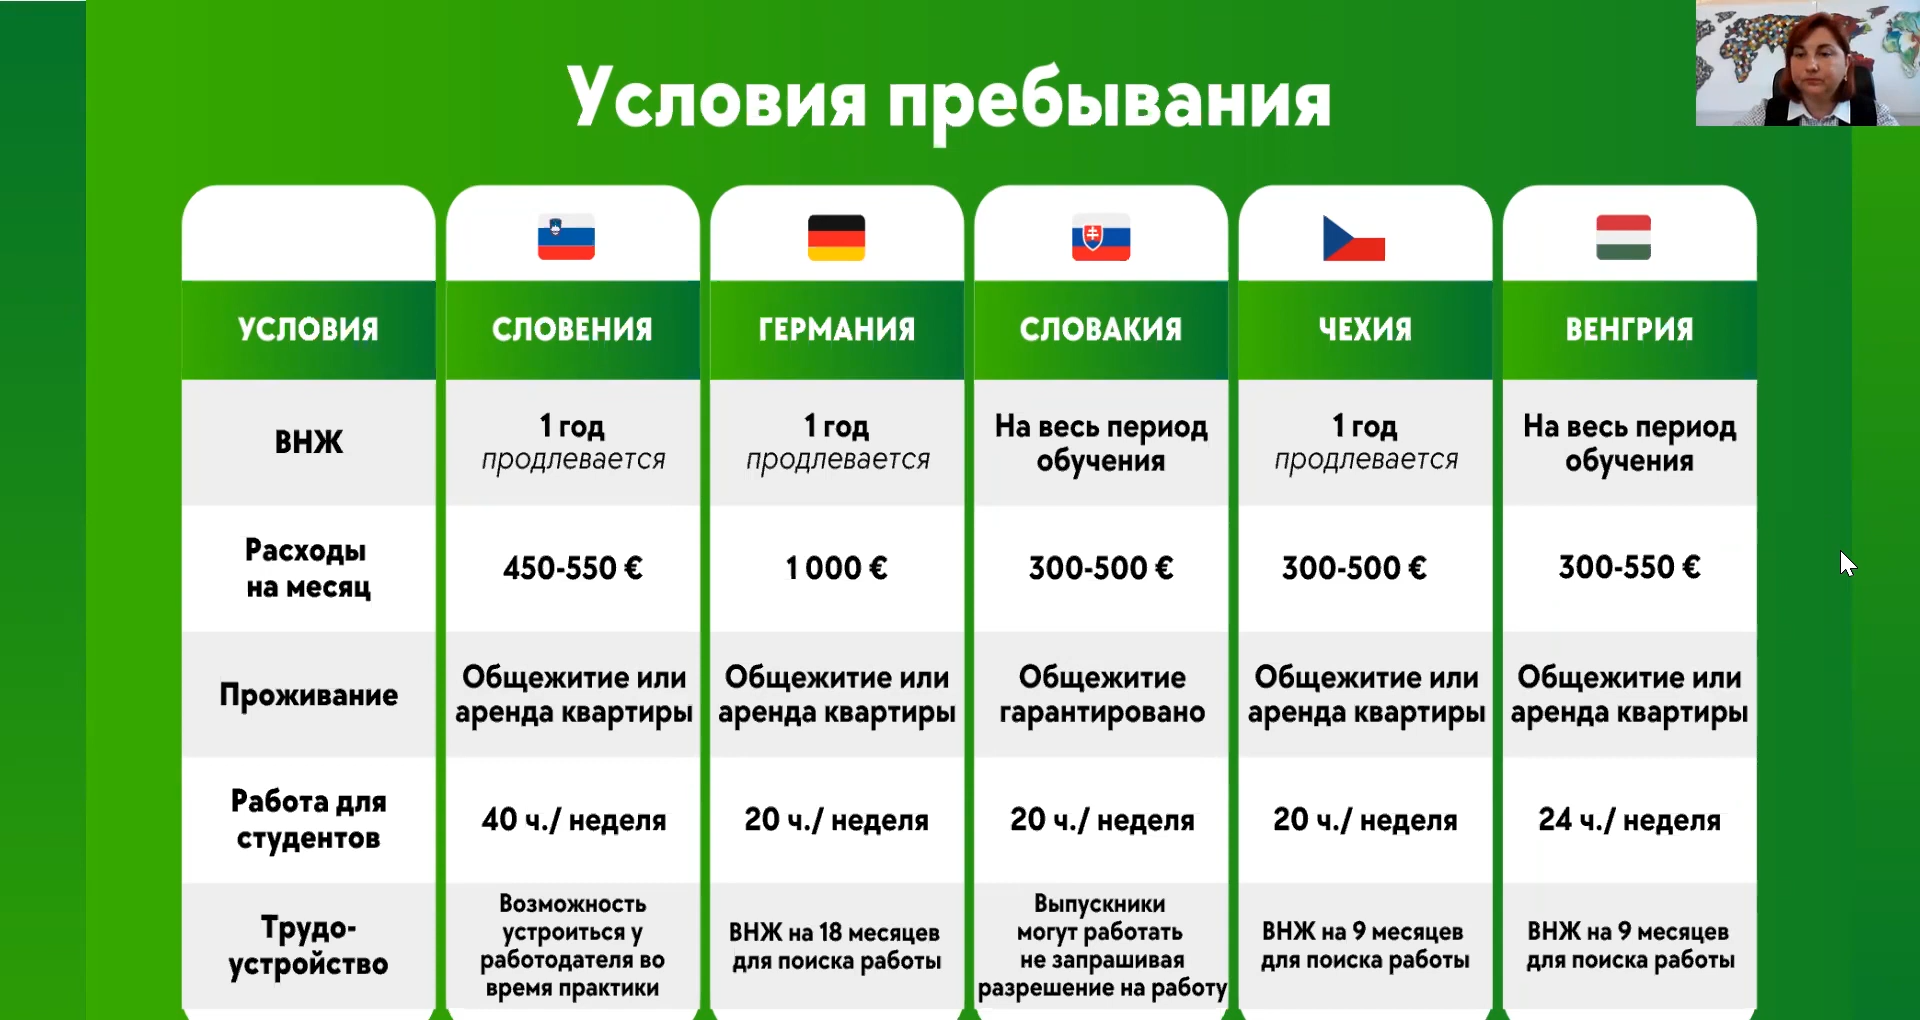 Условия пребывания
УСЛОВИЯ
СЛОВЕНИЯ
ГЕРМАНИЯ
СЛОВАКИЯ
ЧЕХИЯ
ВЕНГРИЯ
ВНЖ
1 год
продлевается
1 год
продлевается
На весь период
обучения
1 год
продлевается
На весь период
обучения
Расходы
на месяц
450-550 €
1 000 €
300-500 €
300-500 €
300-550 €
Проживание
Общежитие или
аренда квартиры
Общежитие или
аренда квартиры
Общежитие
гарантировано
Общежитие или
аренда квартиры
Общежитие или
аренда квартиры
Работа для
студентов
40 ч./ неделя
20 ч./ неделя
20 ч./ неделя
20 ч./ неделя
24 ч./ неделя
Трудо-
устройство
Возможность
устроиться у
работодателя во
время практики
ВНЖ на 18 месяцев
для поиска работы
Выпускники
могут работать
не запрашивая
разрешение на работу
ВНЖ на 9 месяцев
для поиска работы
ВНЖ на 9 месяцев
для поиска работы